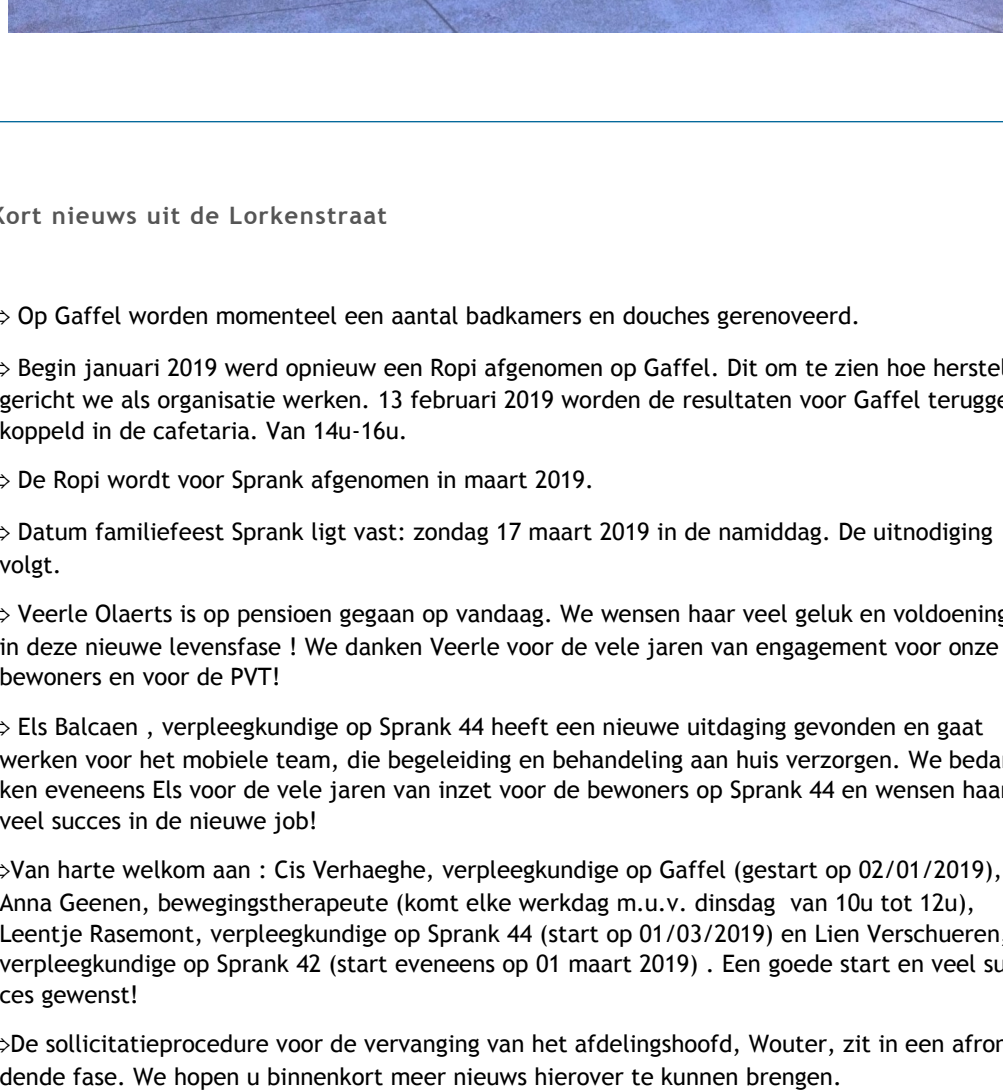 Kort nieuws uit de Lorkenstraat
⇨ Op Gaffel worden momenteel een aantal badkamers en douches gerenoveerd.
⇨ Begin januari 2019 werd opnieuw een Ropi afgenomen op Gaffel. Dit om te zien hoe herstel
gericht we als organisatie werken. 13 februari 2019 worden de resultaten voor Gaffel terugge
koppeld in de cafetaria. Van 14u-16u.
⇨ De Ropi wordt voor Sprank afgenomen in maart 2019.
⇨ Datum familiefeest Sprank ligt vast: zondag 17 maart 2019 in de namiddag. De uitnodiging
volgt.
⇨ Veerle Olaerts is op pensioen gegaan op vandaag. We wensen haar veel geluk en voldoening
in deze nieuwe levensfase ! We danken Veerle voor de vele jaren van engagement voor onze
bewoners en voor de PVT!
⇨ Els Balcaen , verpleegkundige op Sprank 44 heeft een nieuwe uitdaging gevonden en gaat
werken voor het mobiele team, die begeleiding en behandeling aan huis verzorgen. We bedan
ken eveneens Els voor de vele jaren van inzet voor de bewoners op Sprank 44 en wensen haar
veel succes in de nieuwe job!
⇨Van harte welkom aan : Cis Verhaeghe, verpleegkundige op Gaffel (gestart op 02/01/2019),
Anna Geenen, bewegingstherapeute (komt elke werkdag m.u.v. dinsdag van 10u tot 12u),
Leentje Rasemont, verpleegkundige op Sprank 44 (start op 01/03/2019) en Lien Verschueren,
verpleegkundige op Sprank 42 (start eveneens op 01 maart 2019) . Een goede start en veel su
ces gewenst!
⇨De sollicitatieprocedure voor de vervanging van het afdelingshoofd, Wouter, zit in een afron
dende fase. We hopen u binnenkort meer nieuws hierover te kunnen brengen.